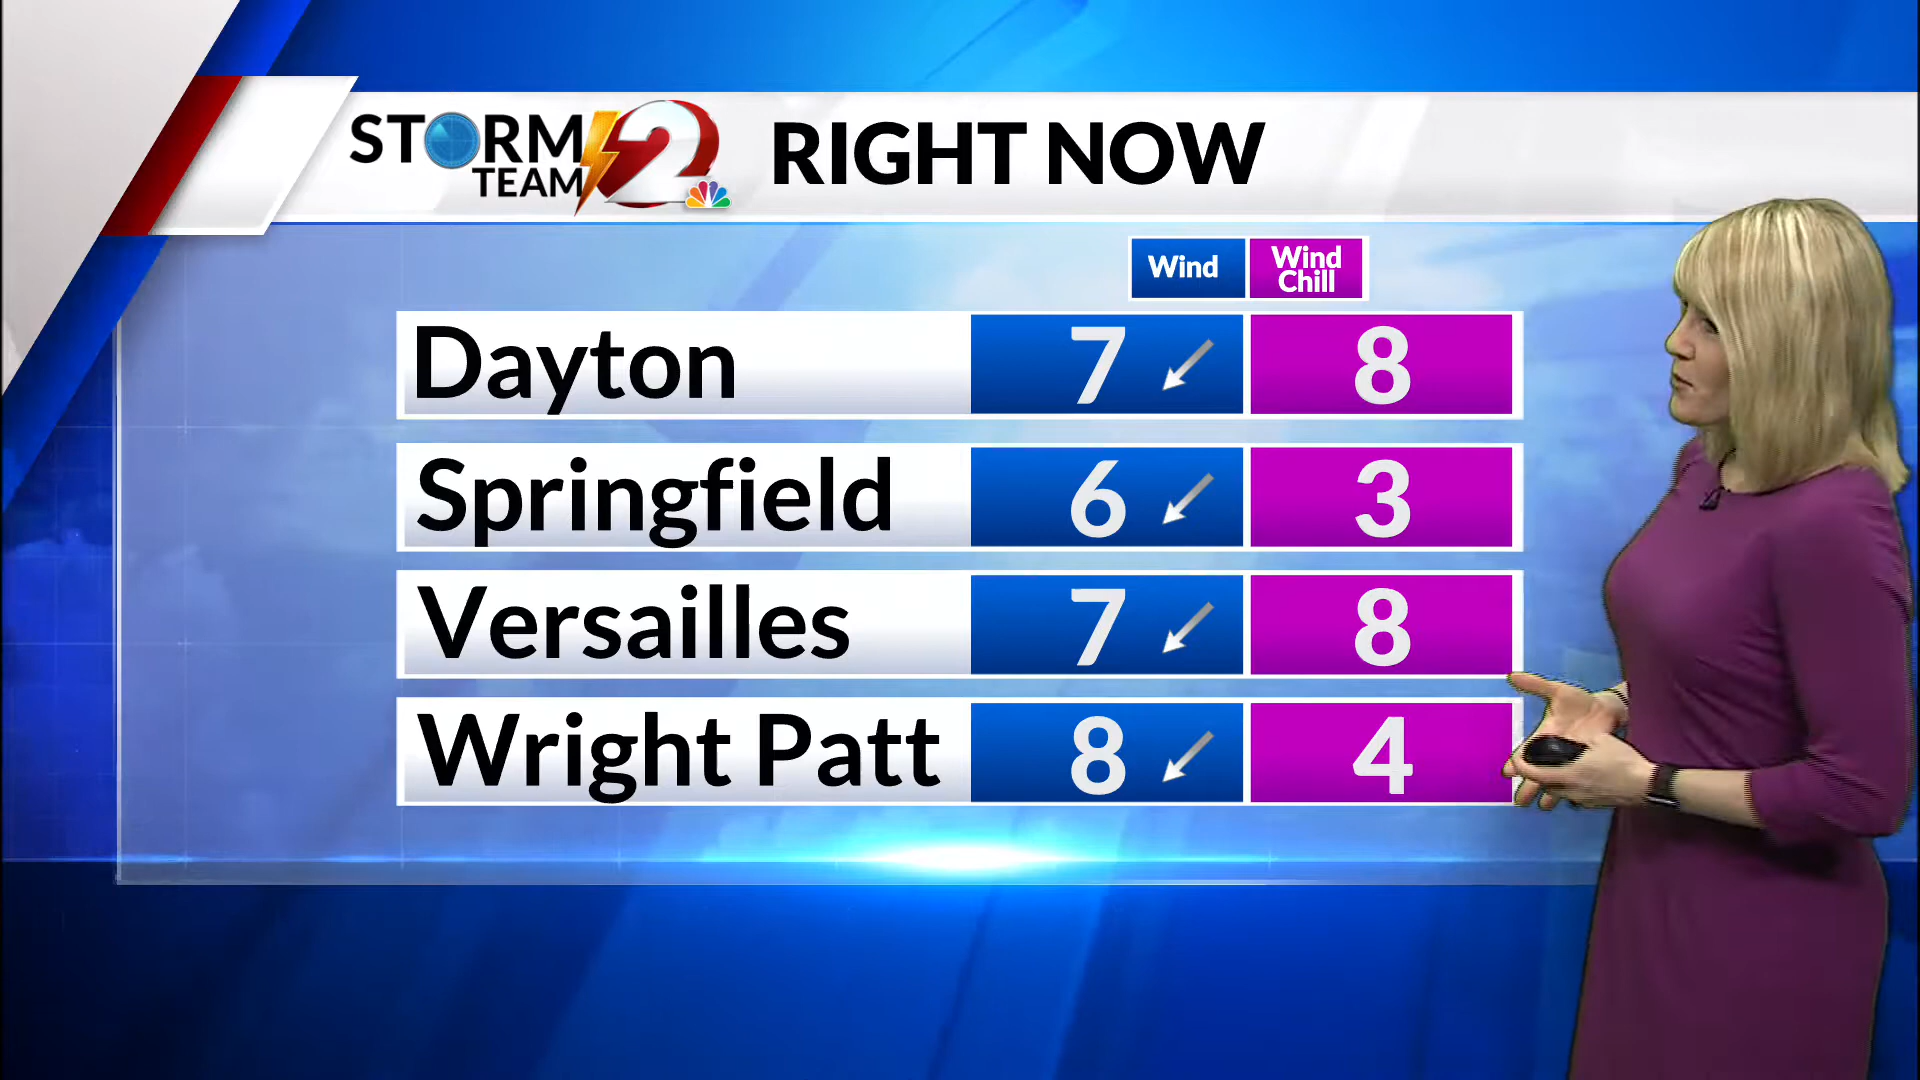 STORM
TEAM 2 RIGHT NOW
Wind Wind
Chill
Dayton 7 8
Springfield 6 3
Versailles 7 8
Wright Patt 8 4